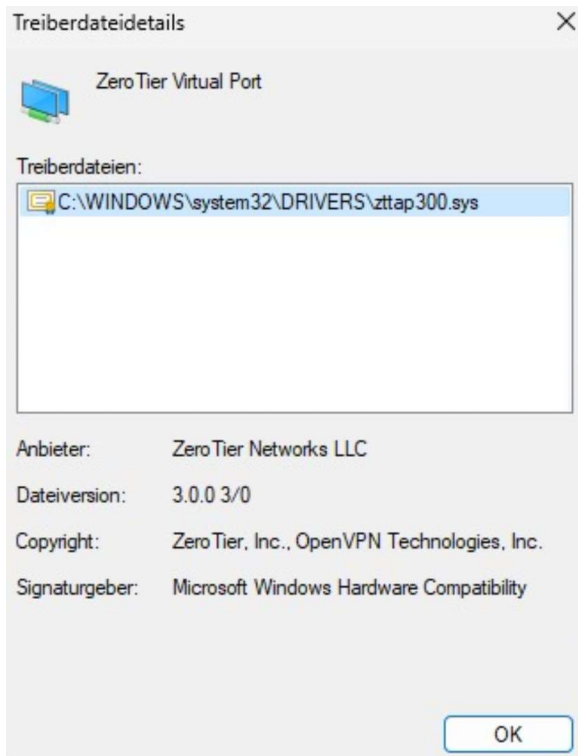 Treiberdateidetails
ZeroTier Virtual Port
Treiberdateien:
C:\WINDOWS\system32\DRIVERS\zttap300.sys
Anbieter: ZeroTier Networks LLC
Dateiversion: 3.0.0 3/0
Copyright: ZeroTier, Inc., OpenVPN Technologies, Inc.
Signaturgeber: Microsoft Windows Hardware Compatibility
OK